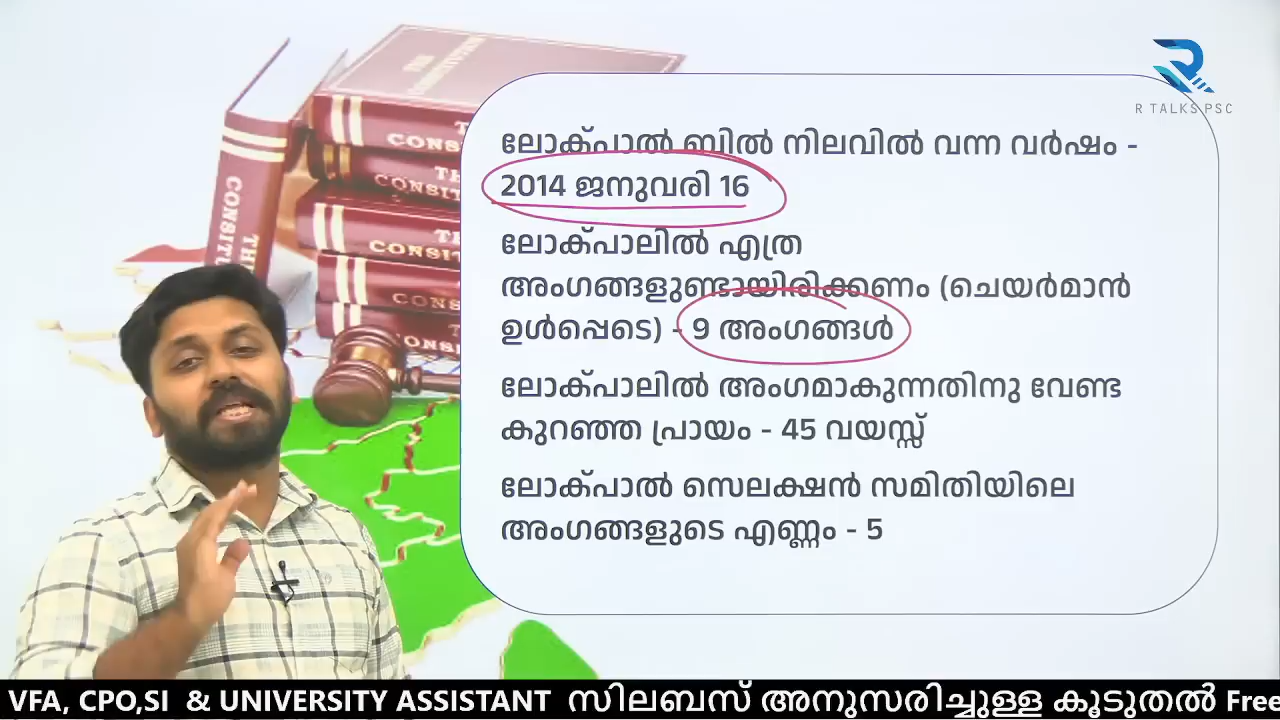 R TALKS PSC
ലോക്പാൽ ബിൽ നിലവിൽ വന്ന വർഷം -
2014 ജനുവരി 16
ലോക്പാലിൽ എത്ര
അംഗങ്ങളുണ്ടായിരിക്കണം (ചെയർമാൻ
ഉൾപ്പെടെ) - 9 അംഗങ്ങൾ
ലോക്പാലിൽ അംഗമാകുന്നതിനു വേണ്ട
കുറഞ്ഞ പ്രായം - 45 വയസ്സ്
ലോക്പാൽ സെലക്ഷൻ സമിതിയിലെ
അംഗങ്ങളുടെ എണ്ണം - 5
VFA, CPO,SI & UNIVERSITY ASSISTANT സിലബസ് അനുസരിച്ചുള്ള കൂടുതൽ Free